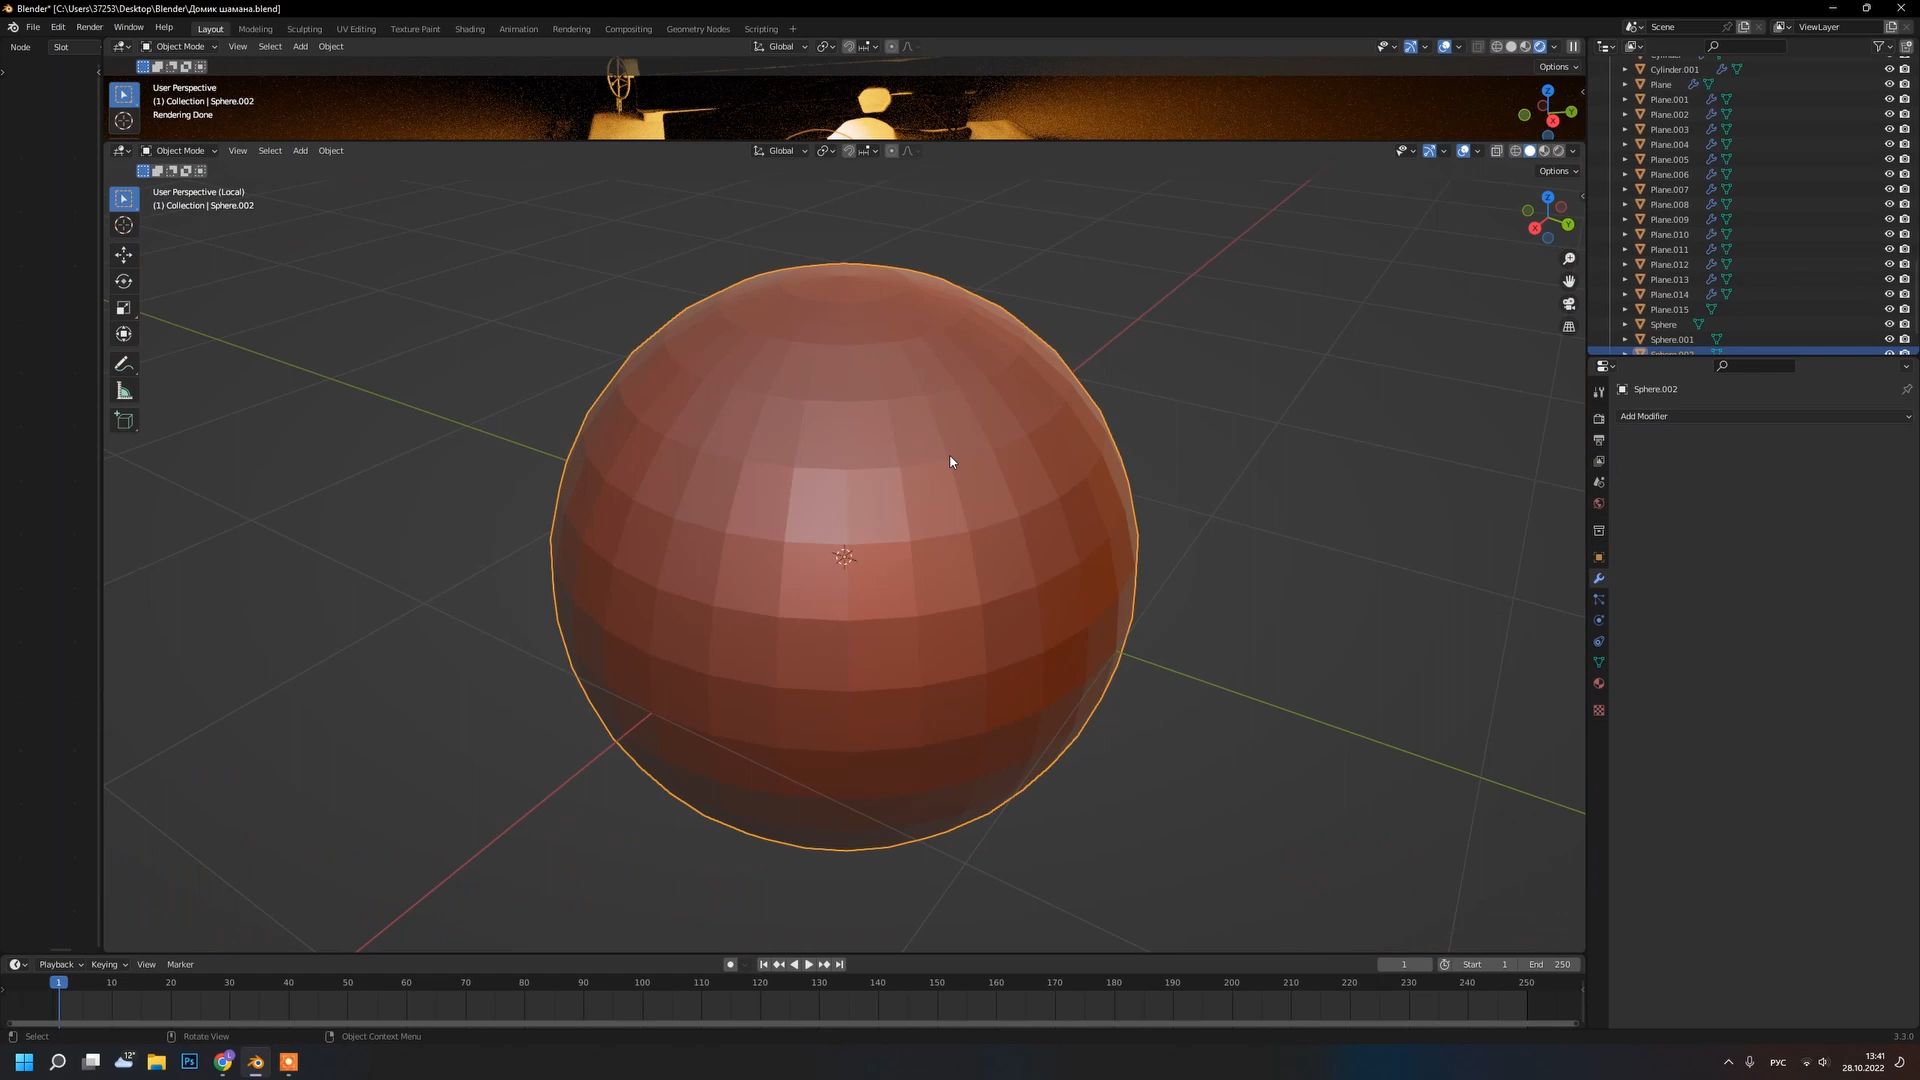 Blender* [C:\Users\37253\Desktop\Blender\Домик шамана.blend]
File Edit Render Window Help Layout Modeling Sculpting UV Editing Texture Paint Shading Animation Rendering Compositing Geometry Nodes Scripting + Scene ViewLayer
Node Slot Object Mode View Select Add Object Global
Options
User Perspective
(1) Collection | Sphere.002
Rendering Done
Z
Y
X
Object Mode View Select Add Object Global
Options
User Perspective (Local)
(1) Collection | Sphere.002
Z
Y
X
Cylinder.001
Plane
Plane.001
Plane.002
Plane.003
Plane.004
Plane.005
Plane.006
Plane.007
Plane.008
Plane.009
Plane.010
Plane.011
Plane.012
Plane.013
Plane.014
Plane.015
Sphere
Sphere.001
Sphere.002
Sphere.002
Add Modifier
Playback Keying View Marker 1 Start 1 End 250
1 10 20 30 40 50 60 70 80 90 100 110 120 130 140 150 160 170 180 190 200 210 220 230 240 250
Select Rotate View Object Context Menu 3.3.0
12° Ps L РУС 13:41
28.10.2022